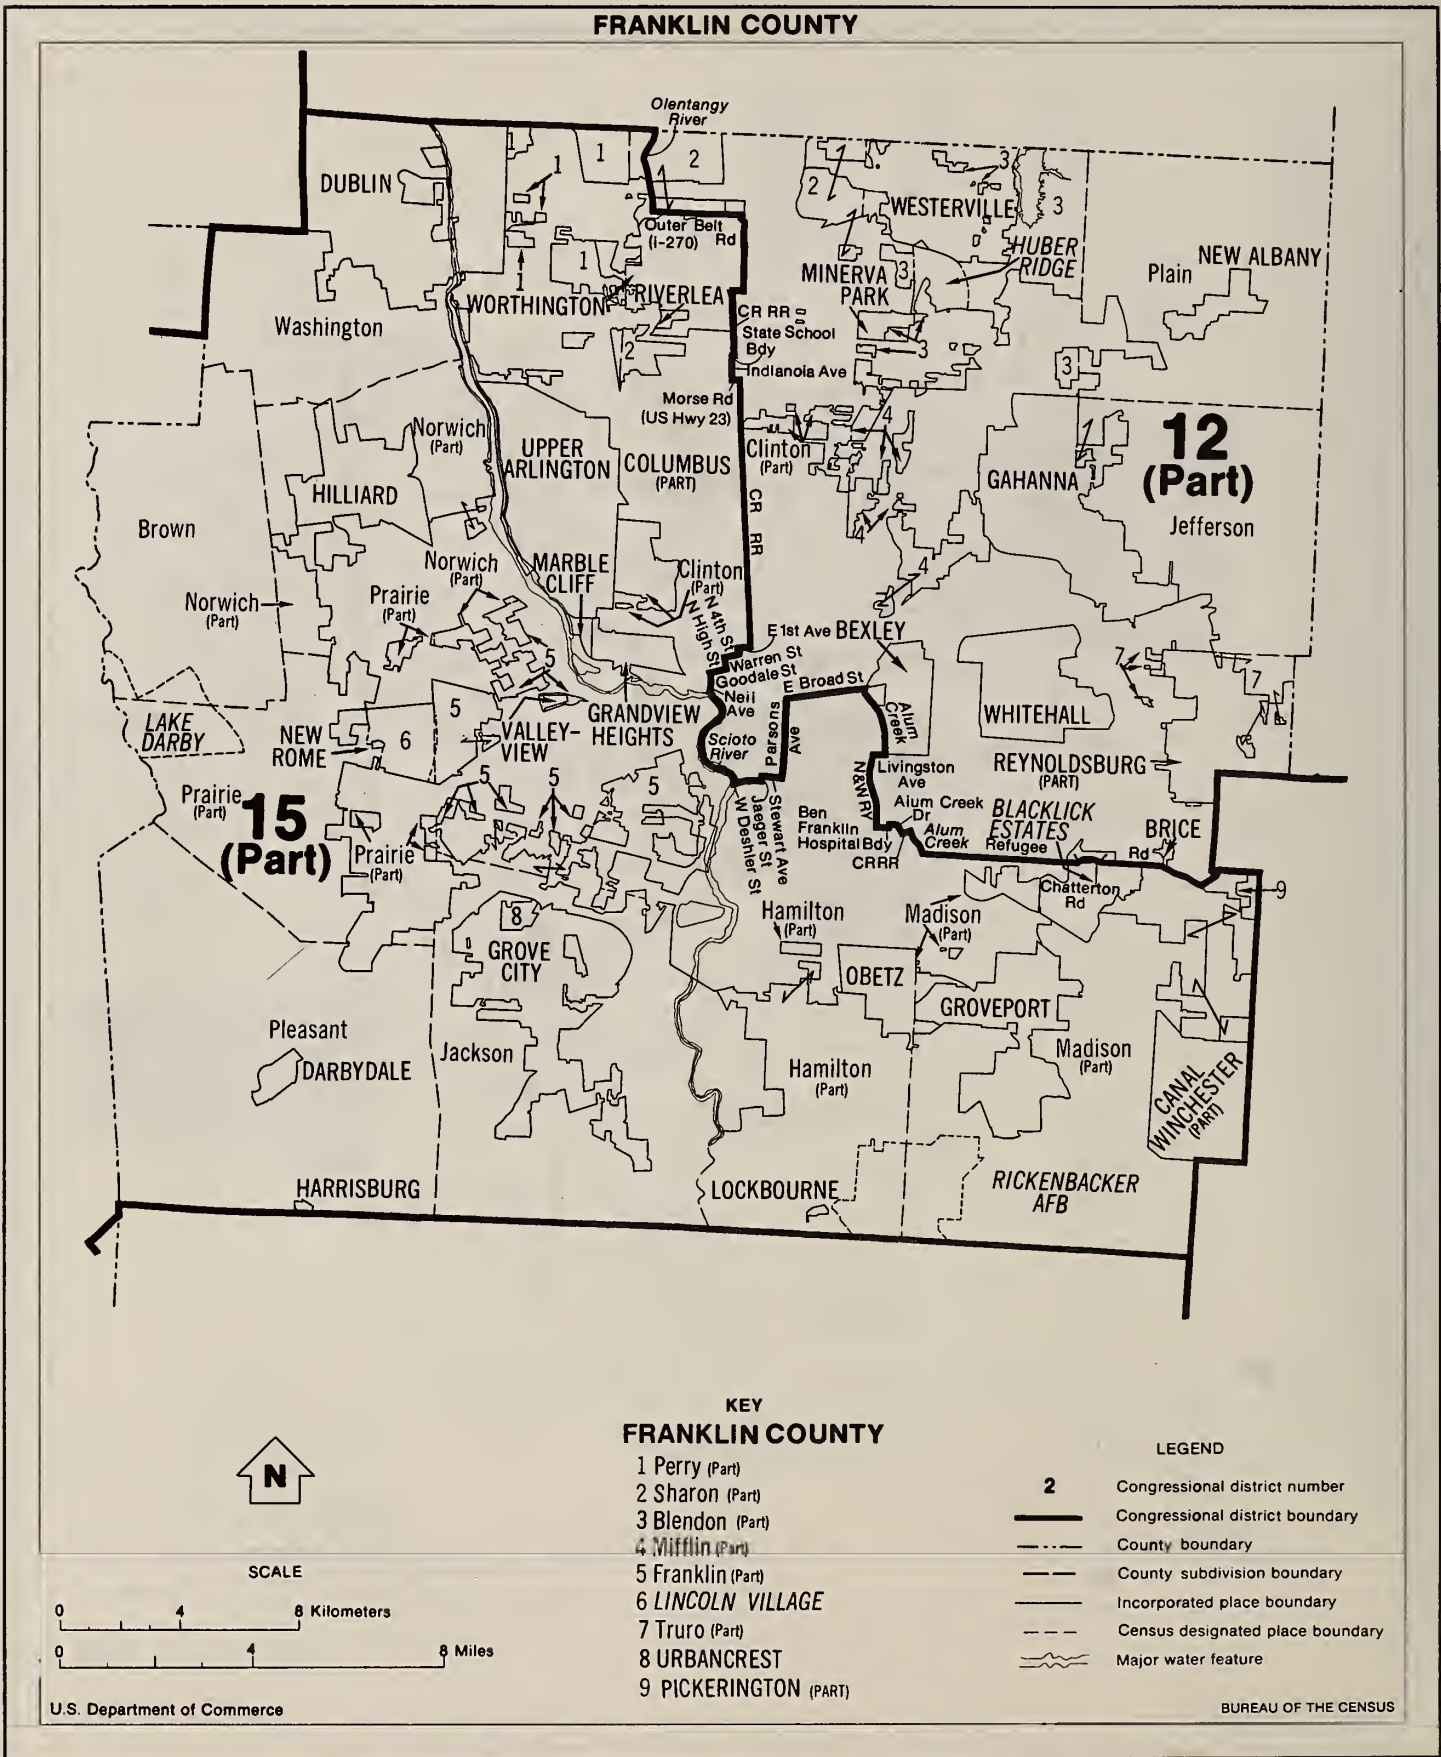 FRANKLIN COUNTY
Olentangy
River
1
1
2
1
3
DUBLIN
2
WESTERVILLE
3
Outer Belt
(I-270)
Rd
HUBER
RIDGE
NEW ALBANY
1
1
MINERVA
PARK
3
Plain
WORTHINGTON
RIVERLEA
Washington
CR RR
State School
Bdy
2
3
Indianola Ave
3
Morse Rd
(US Hwy 23)
4
12
(Part)
Norwich
(Part)
UPPER
ARLINGTON
COLUMBUS
(PART)
Clinton
(Part)
HILLIARD
GAHANNA
CR RR
Brown
Jefferson
4
Norwich
(Part)
MARBLE
CLIFF
Clinton
(Part)
4
Norwich
(Part)
Prairie
(Part)
N 4th St
N High St
E 1st Ave
BEXLEY
5
Warren St
Goodale St
E Broad St
7
7
Neil
Ave
5
LAKE
DARBY
NEW
ROME
6
VALLEY-
VIEW
GRANDVIEW
HEIGHTS
Scioto
River
Parsons
Ave
Alum
Creek
WHITEHALL
Livingston
Ave
REYNOLDSBURG
(PART)
N&W RY
5
5
5
Prairie
(Part)
15
(Part)
Prairie
(Part)
Alum Creek
Dr
BLACKLICK
ESTATES
BRICE
Ben
Franklin
Hospital Bdy
CRRR
Alum
Creek
Refugee
Rd
Stewart Ave
Jaeger St
W Deshler St
Chatterton
Rd
9
8
Hamilton
(Part)
Madison
(Part)
GROVE
CITY
OBETZ
GROVEPORT
Pleasant
DARBYDALE
Jackson
Hamilton
(Part)
Madison
(Part)
CANAL
WINCHESTER
(PART)
HARRISBURG
LOCKBOURNE
RICKENBACKER
AFB
KEY
FRANKLIN COUNTY
1 Perry (Part)
2 Sharon (Part)
3 Blendon (Part)
4 Mifflin (Part)
5 Franklin (Part)
6 LINCOLN VILLAGE
7 Truro (Part)
8 URBANCREST
9 PICKERINGTON (PART)
N
SCALE
0 4 8 Kilometers
0 4 8 Miles
LEGEND
2 Congressional district number
Congressional district boundary
County boundary
County subdivision boundary
Incorporated place boundary
Census designated place boundary
Major water feature
U.S. Department of Commerce
BUREAU OF THE CENSUS